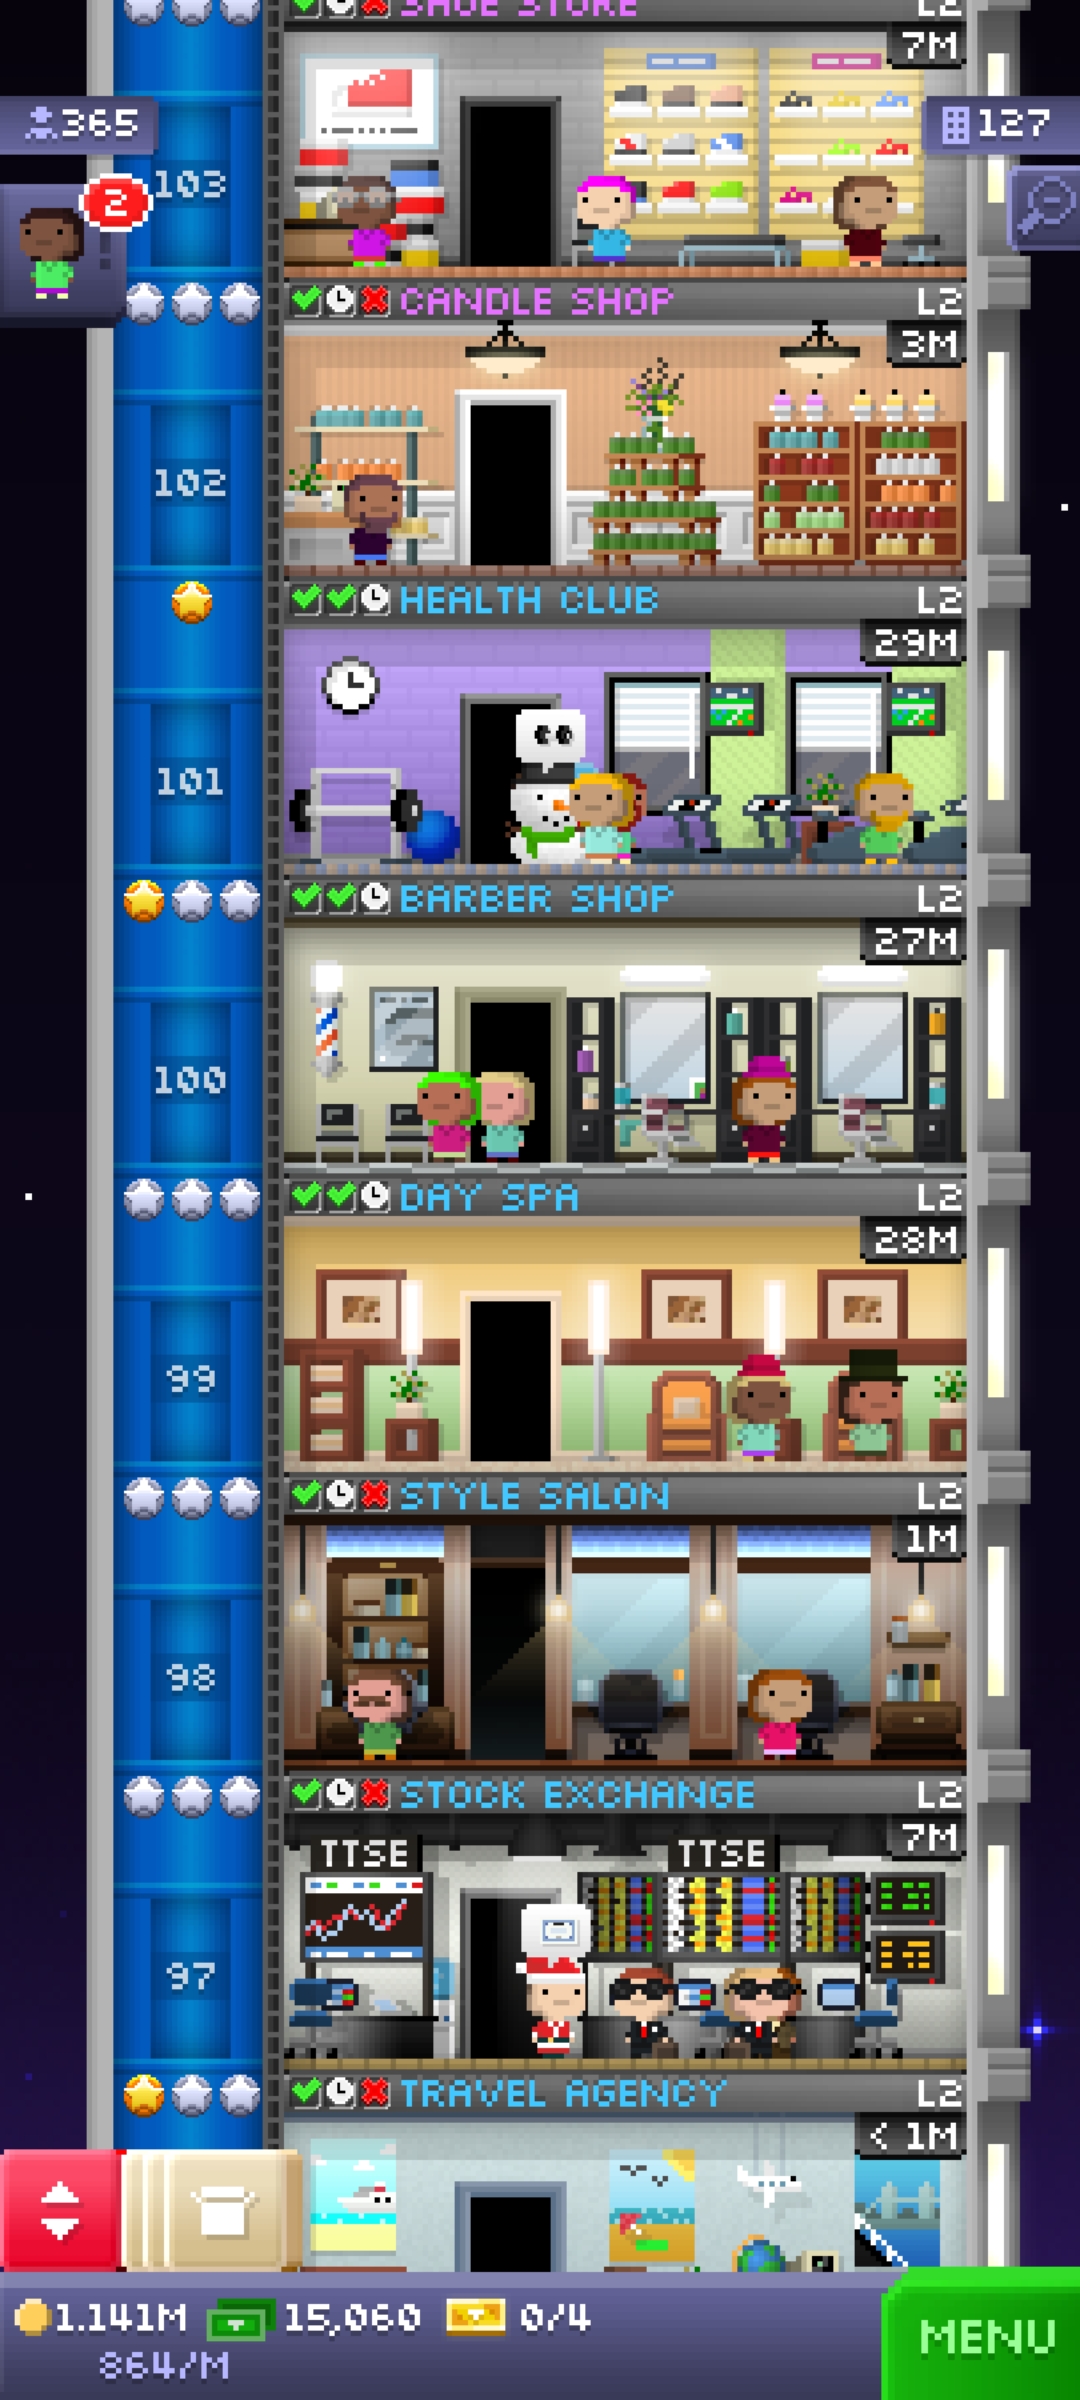 SHOE STORE L2
7M
365
127
2
103
CANDLE SHOP L2
3M
102
HEALTH CLUB L2
29M
101
BARBER SHOP L2
27M
100
DAY SPA L2
28M
99
STYLE SALON L2
1M
98
STOCK EXCHANGE L2
7M
TTSE TTSE
97
TRAVEL AGENCY L2
< 1M
1.141M 15,060 0/4
864/M
MENU